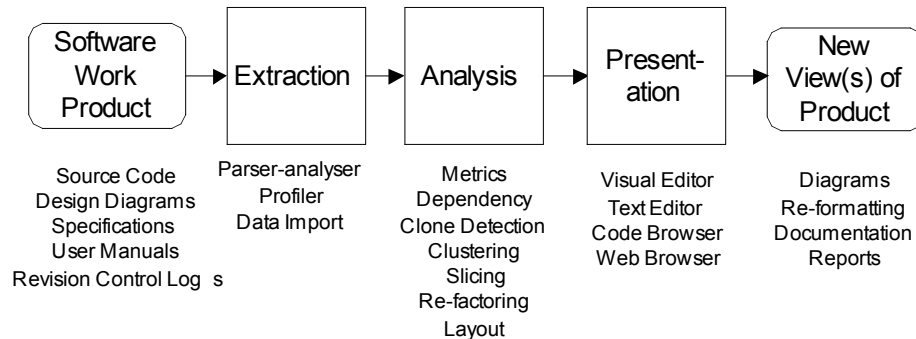 Software
Work
Product
Extraction
Analysis
Present-
ation
New
View(s) of
Product
Source Code
Design Diagrams
Specifications
User Manuals
Revision Control Log s
Parser-analyser
Profiler
Data Import
Metrics
Dependency
Clone Detection
Clustering
Slicing
Re-factoring
Layout
Visual Editor
Text Editor
Code Browser
Web Browser
Diagrams
Re-formatting
Documentation
Reports